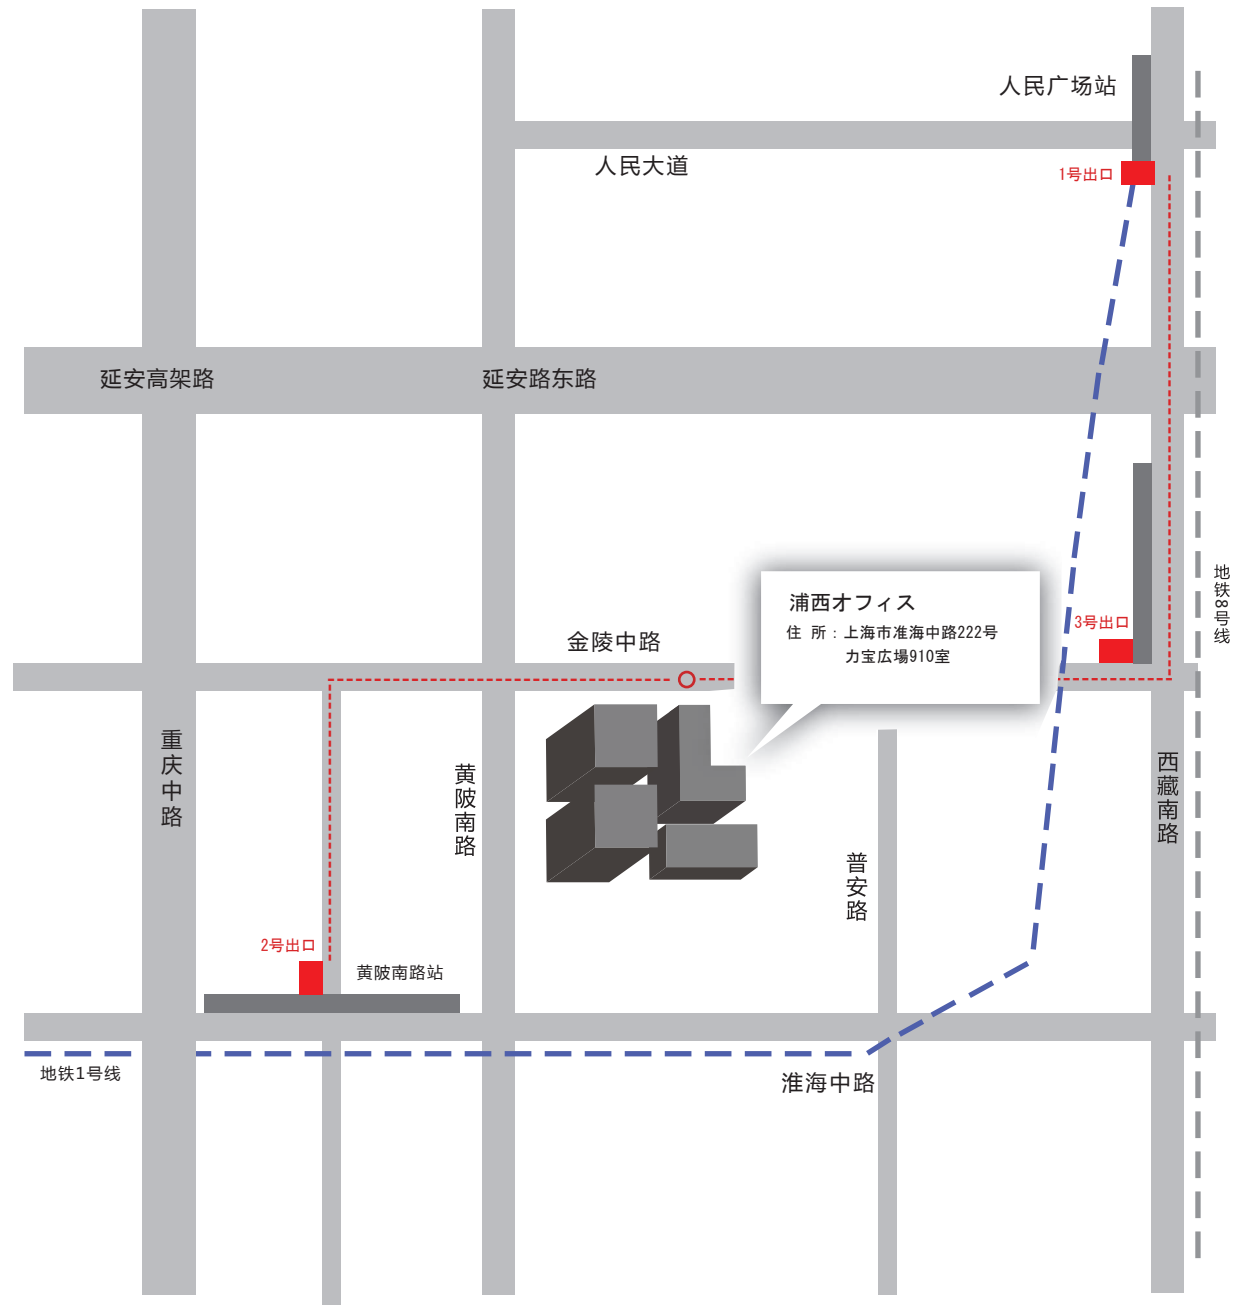 人民广场站
人民大道
1号出口
延安高架路
延安路东路
地铁8号线
浦西オフィス
住 所：上海市准海中路222号
力宝広場910室
3号出口
金陵中路
重庆中路
黄陂南路
西藏南路
普安路
2号出口
黄陂南路站
地铁1号线
淮海中路